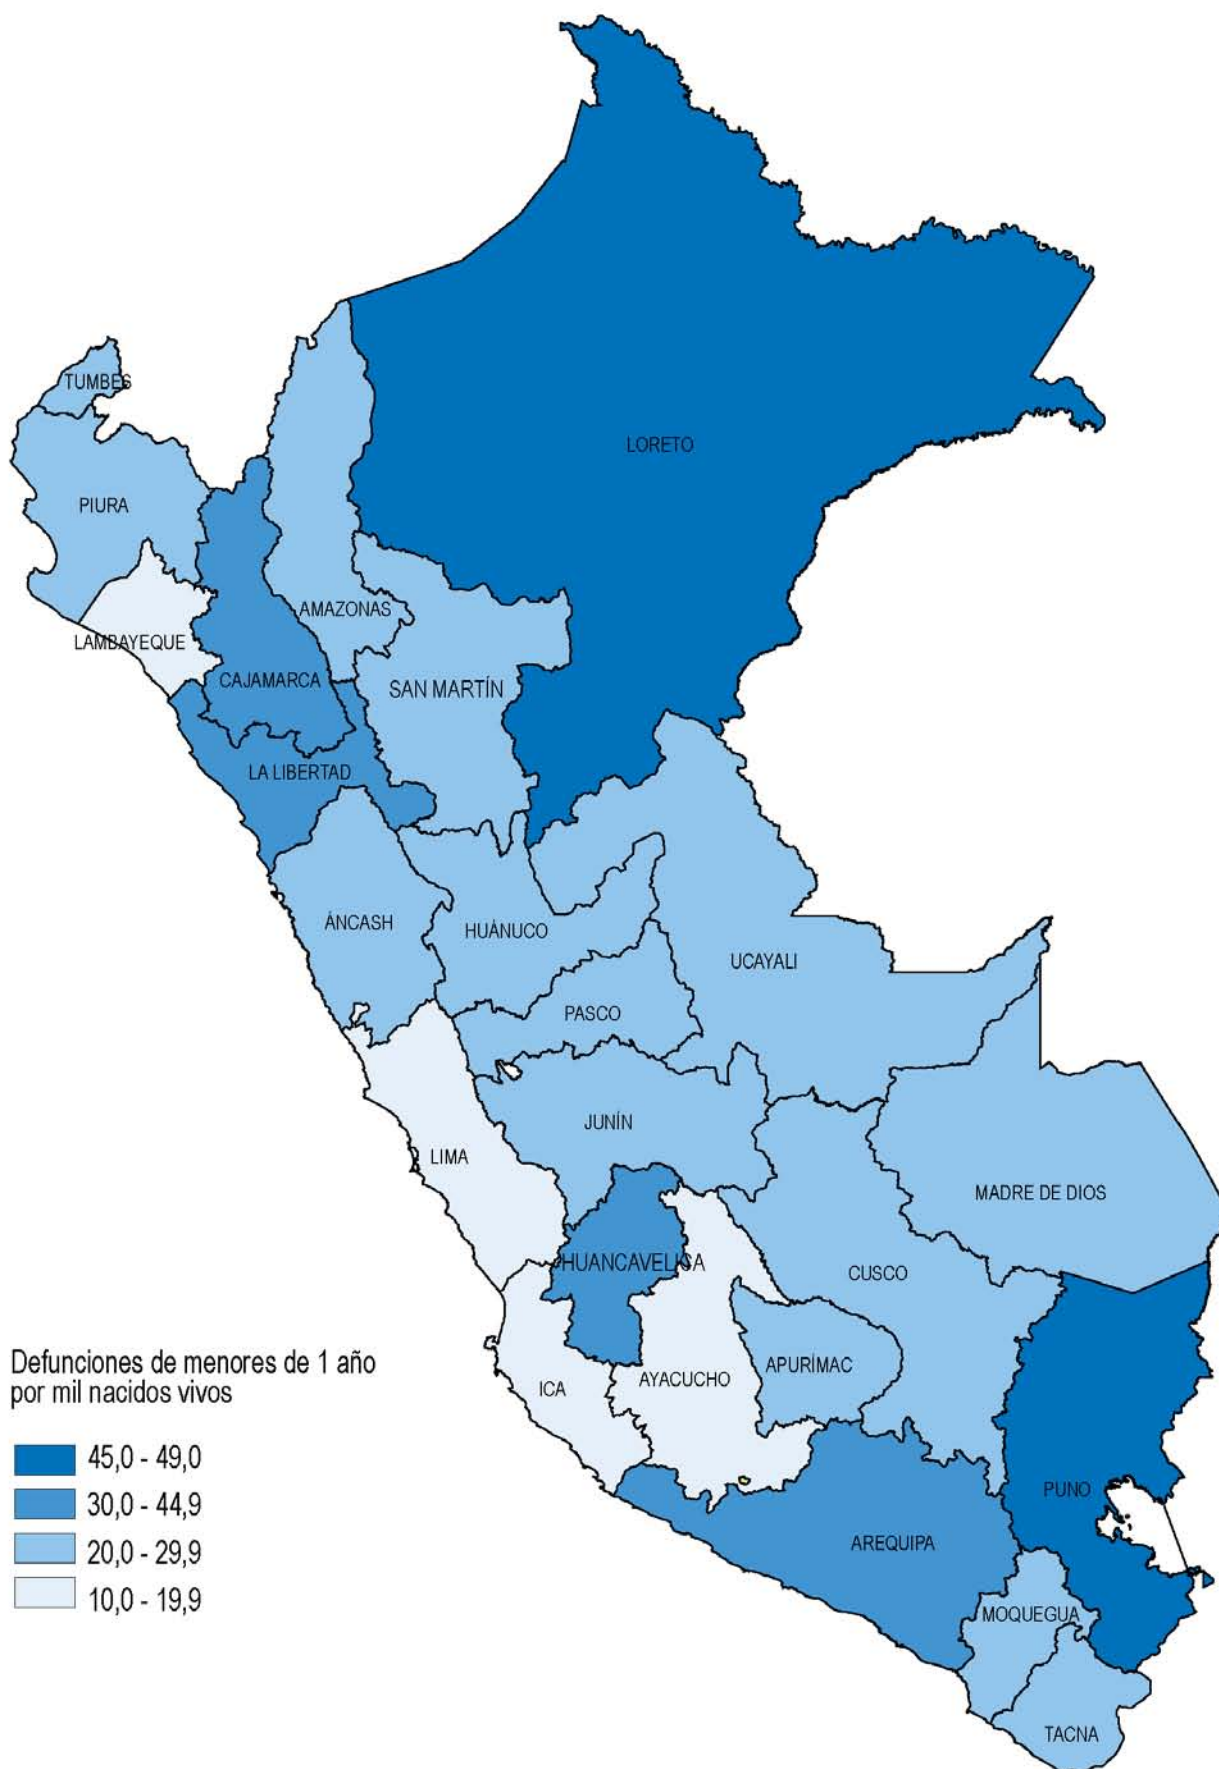 TUMBES
LORETO
PIURA
AMAZONAS
LAMBAYEQUE
CAJAMARCA
SAN MARTÍN
LA LIBERTAD
ÁNCASH
HUÁNUCO
UCAYALI
PASCO
JUNÍN
LIMA
MADRE DE DIOS
HUANCAVELICA
CUSCO
APURÍMAC
AYACUCHO
ICA
PUNO
AREQUIPA
MOQUEGUA
TACNA
Defunciones de menores de 1 año
por mil nacidos vivos
45,0 - 49,0
30,0 - 44,9
20,0 - 29,9
10,0 - 19,9